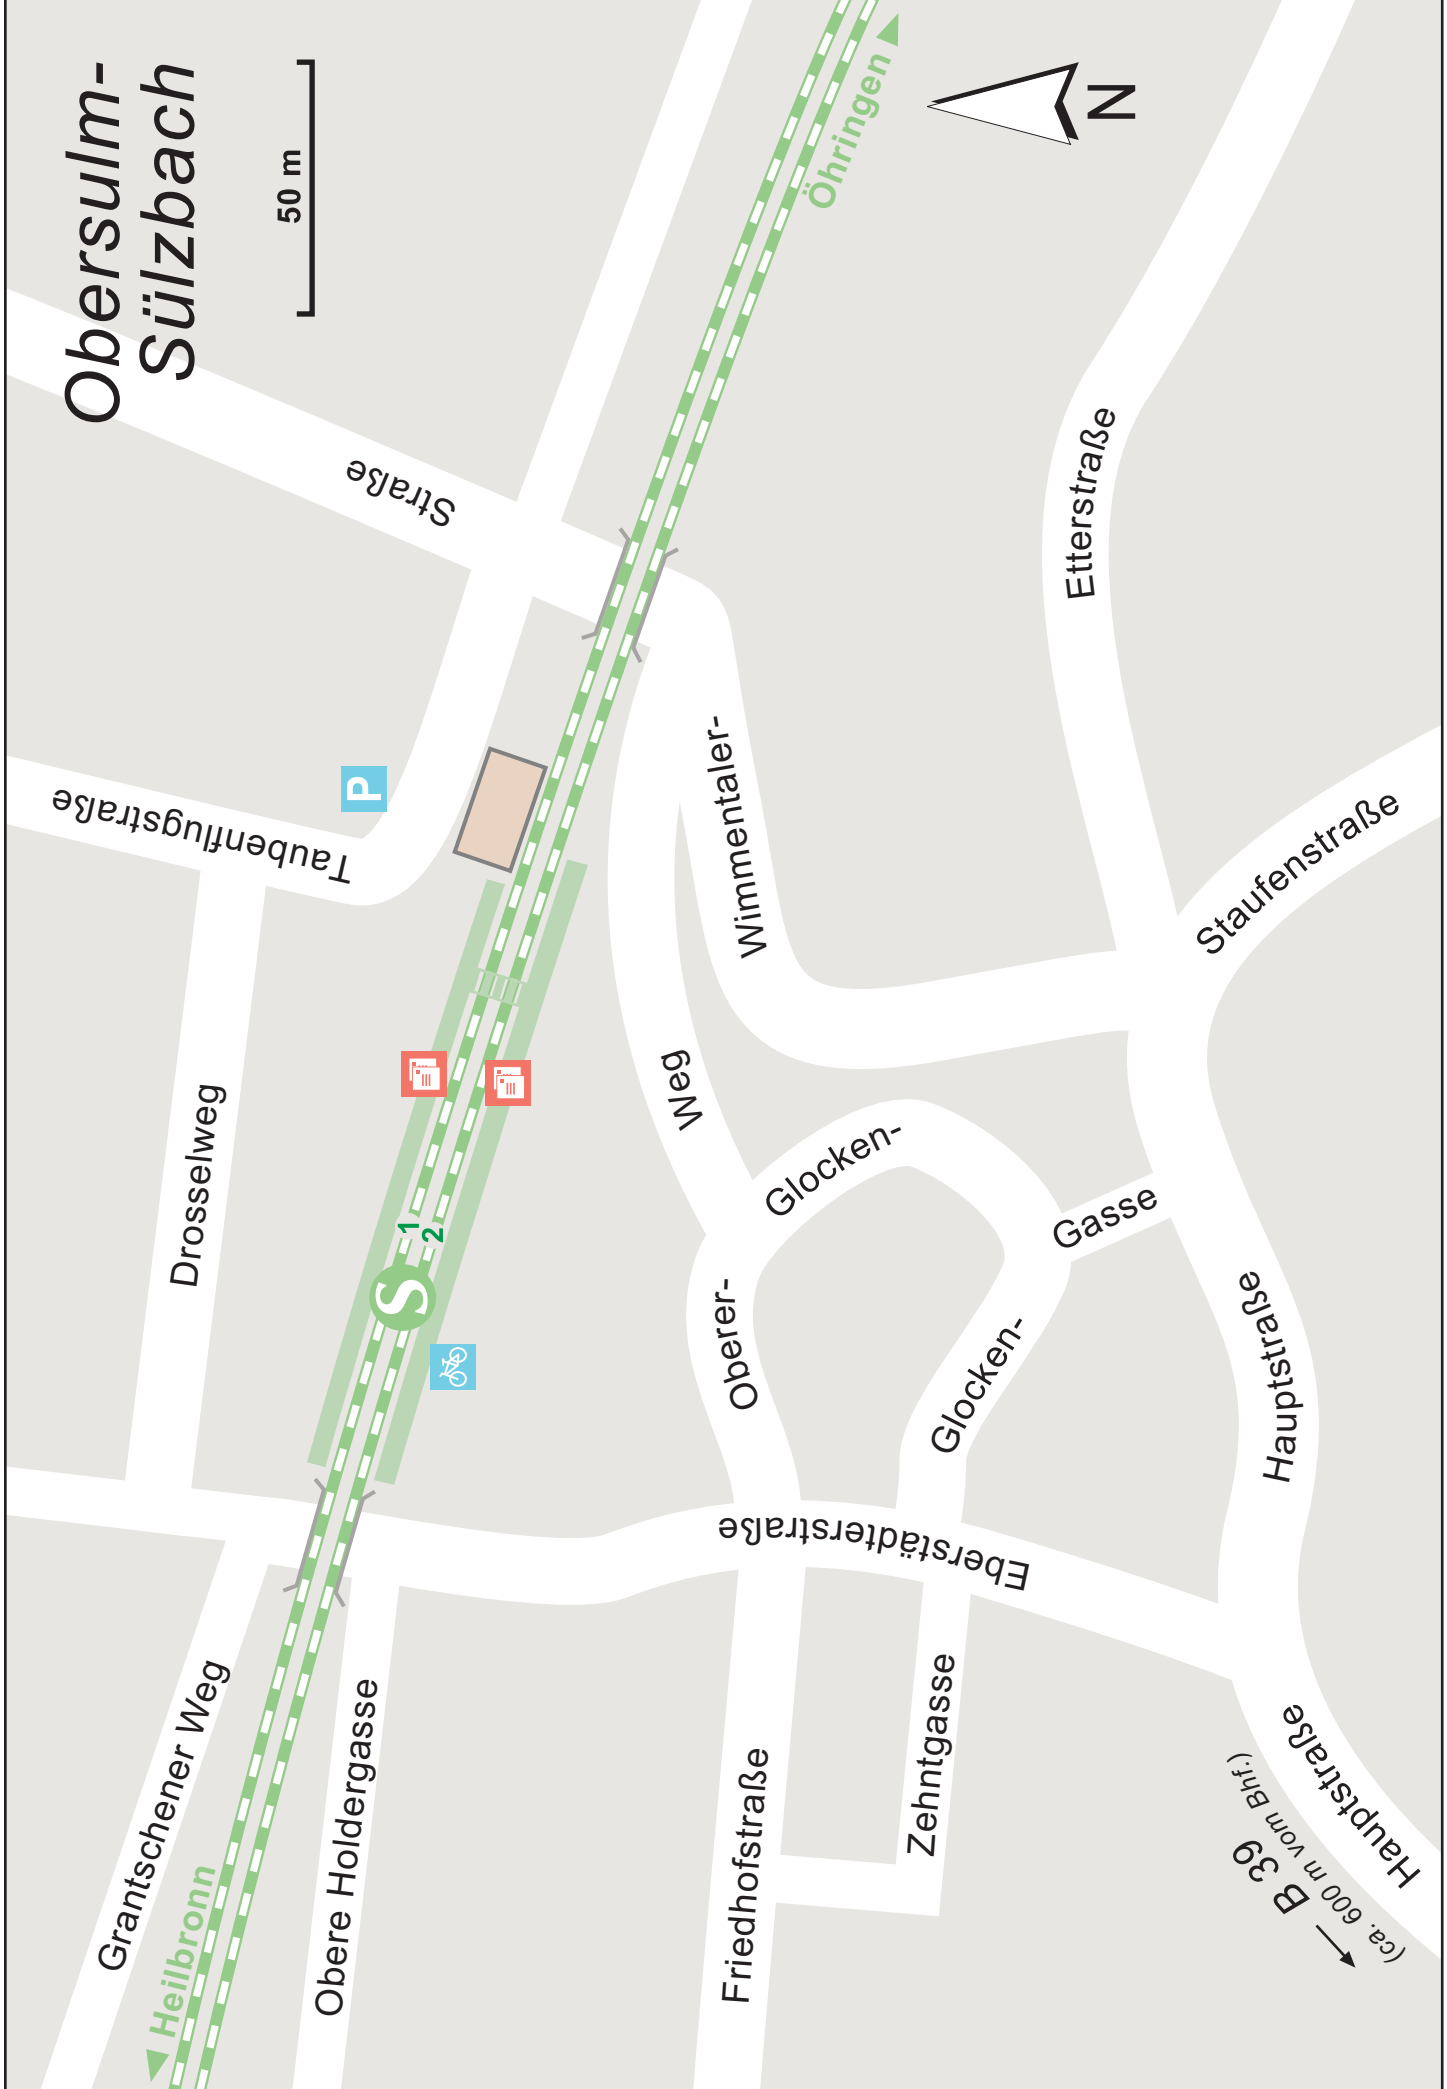 Obersulm-
Sülzbach
50 m
N
Öhringen
Straße
Etterstraße
Taubenflugstraße
P
Wimmentaler-
Staufenstraße
Drosselweg
Weg
Glocken-
Gasse
1
2
S
Oberer-
Glocken-
Hauptstraße
Eberstädterstraße
Grantschener Weg
Obere Holdergasse
Heilbronn
Friedhofstraße
Zehntgasse
Hauptstraße
B 39
(ca. 600 m vom Bhf.)